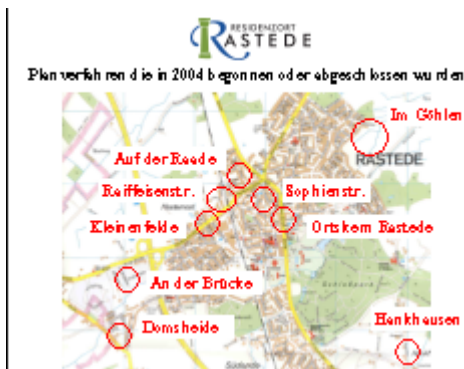 RESIDENZORT
RASTEDE
Planverfahren die in 2004 begonnen oder abgeschlossen wurden
Im Göhlen
RASTEDE
Auf der Raade
Raiffeisenstr.
Sophienstr.
Kleinenfelde
Ortskern Rastede
An der Brücke
Domsheide
Hankhausen